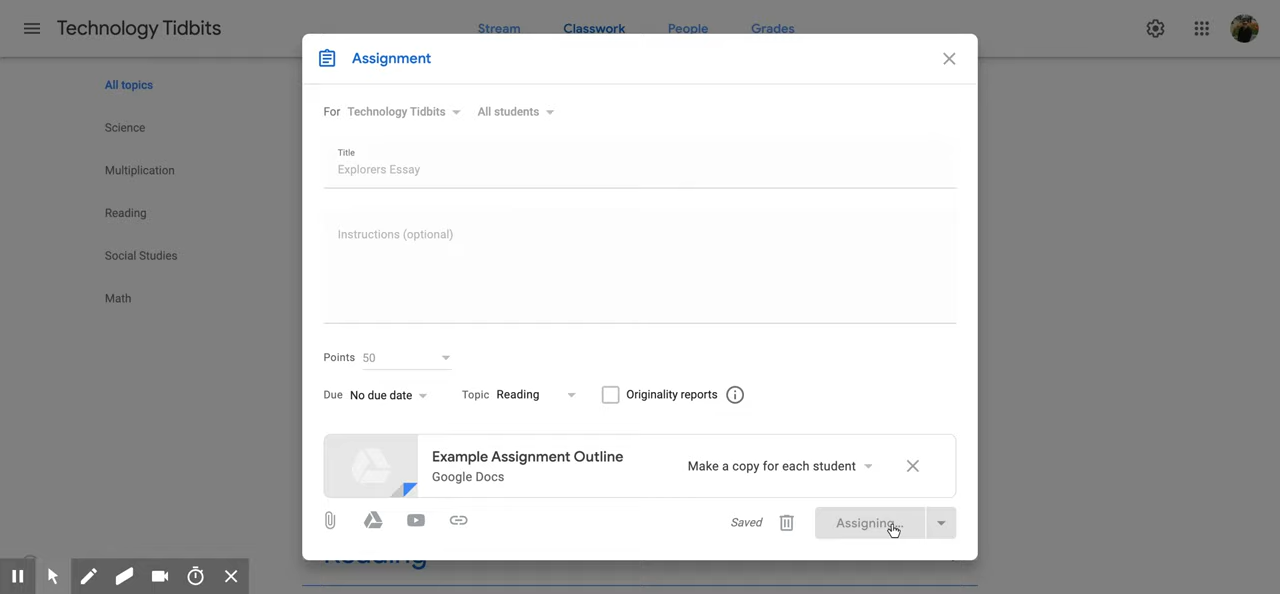 Technology Tidbits
Stream Classwork People Grades
Assignment
All topics
Science
Multiplication
Reading
Social Studies
Math
For Technology Tidbits All students
Title
Explorers Essay
Instructions (optional)
Points 50
Due No due date Topic Reading Originality reports
Example Assignment Outline
Google Docs
Make a copy for each student
Saved Assigning...
Reading